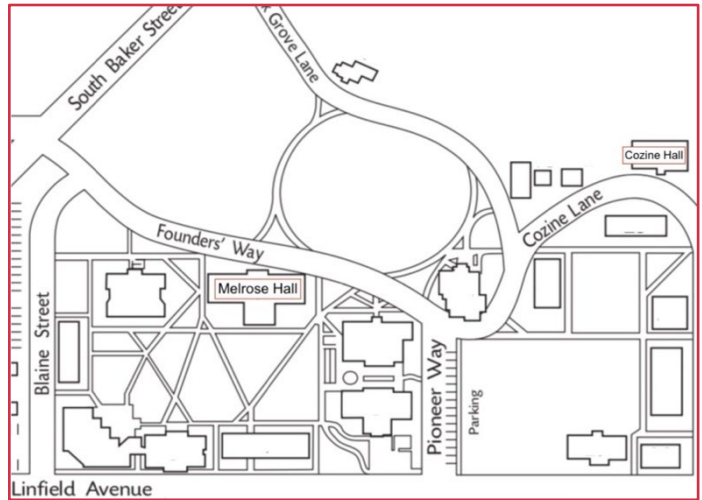 South Baker Street
Grove Lane
Cozine Hall
Cozine Lane
Founders' Way
Melrose Hall
Blaine Street
Pioneer Way
Parking
Linfield Avenue